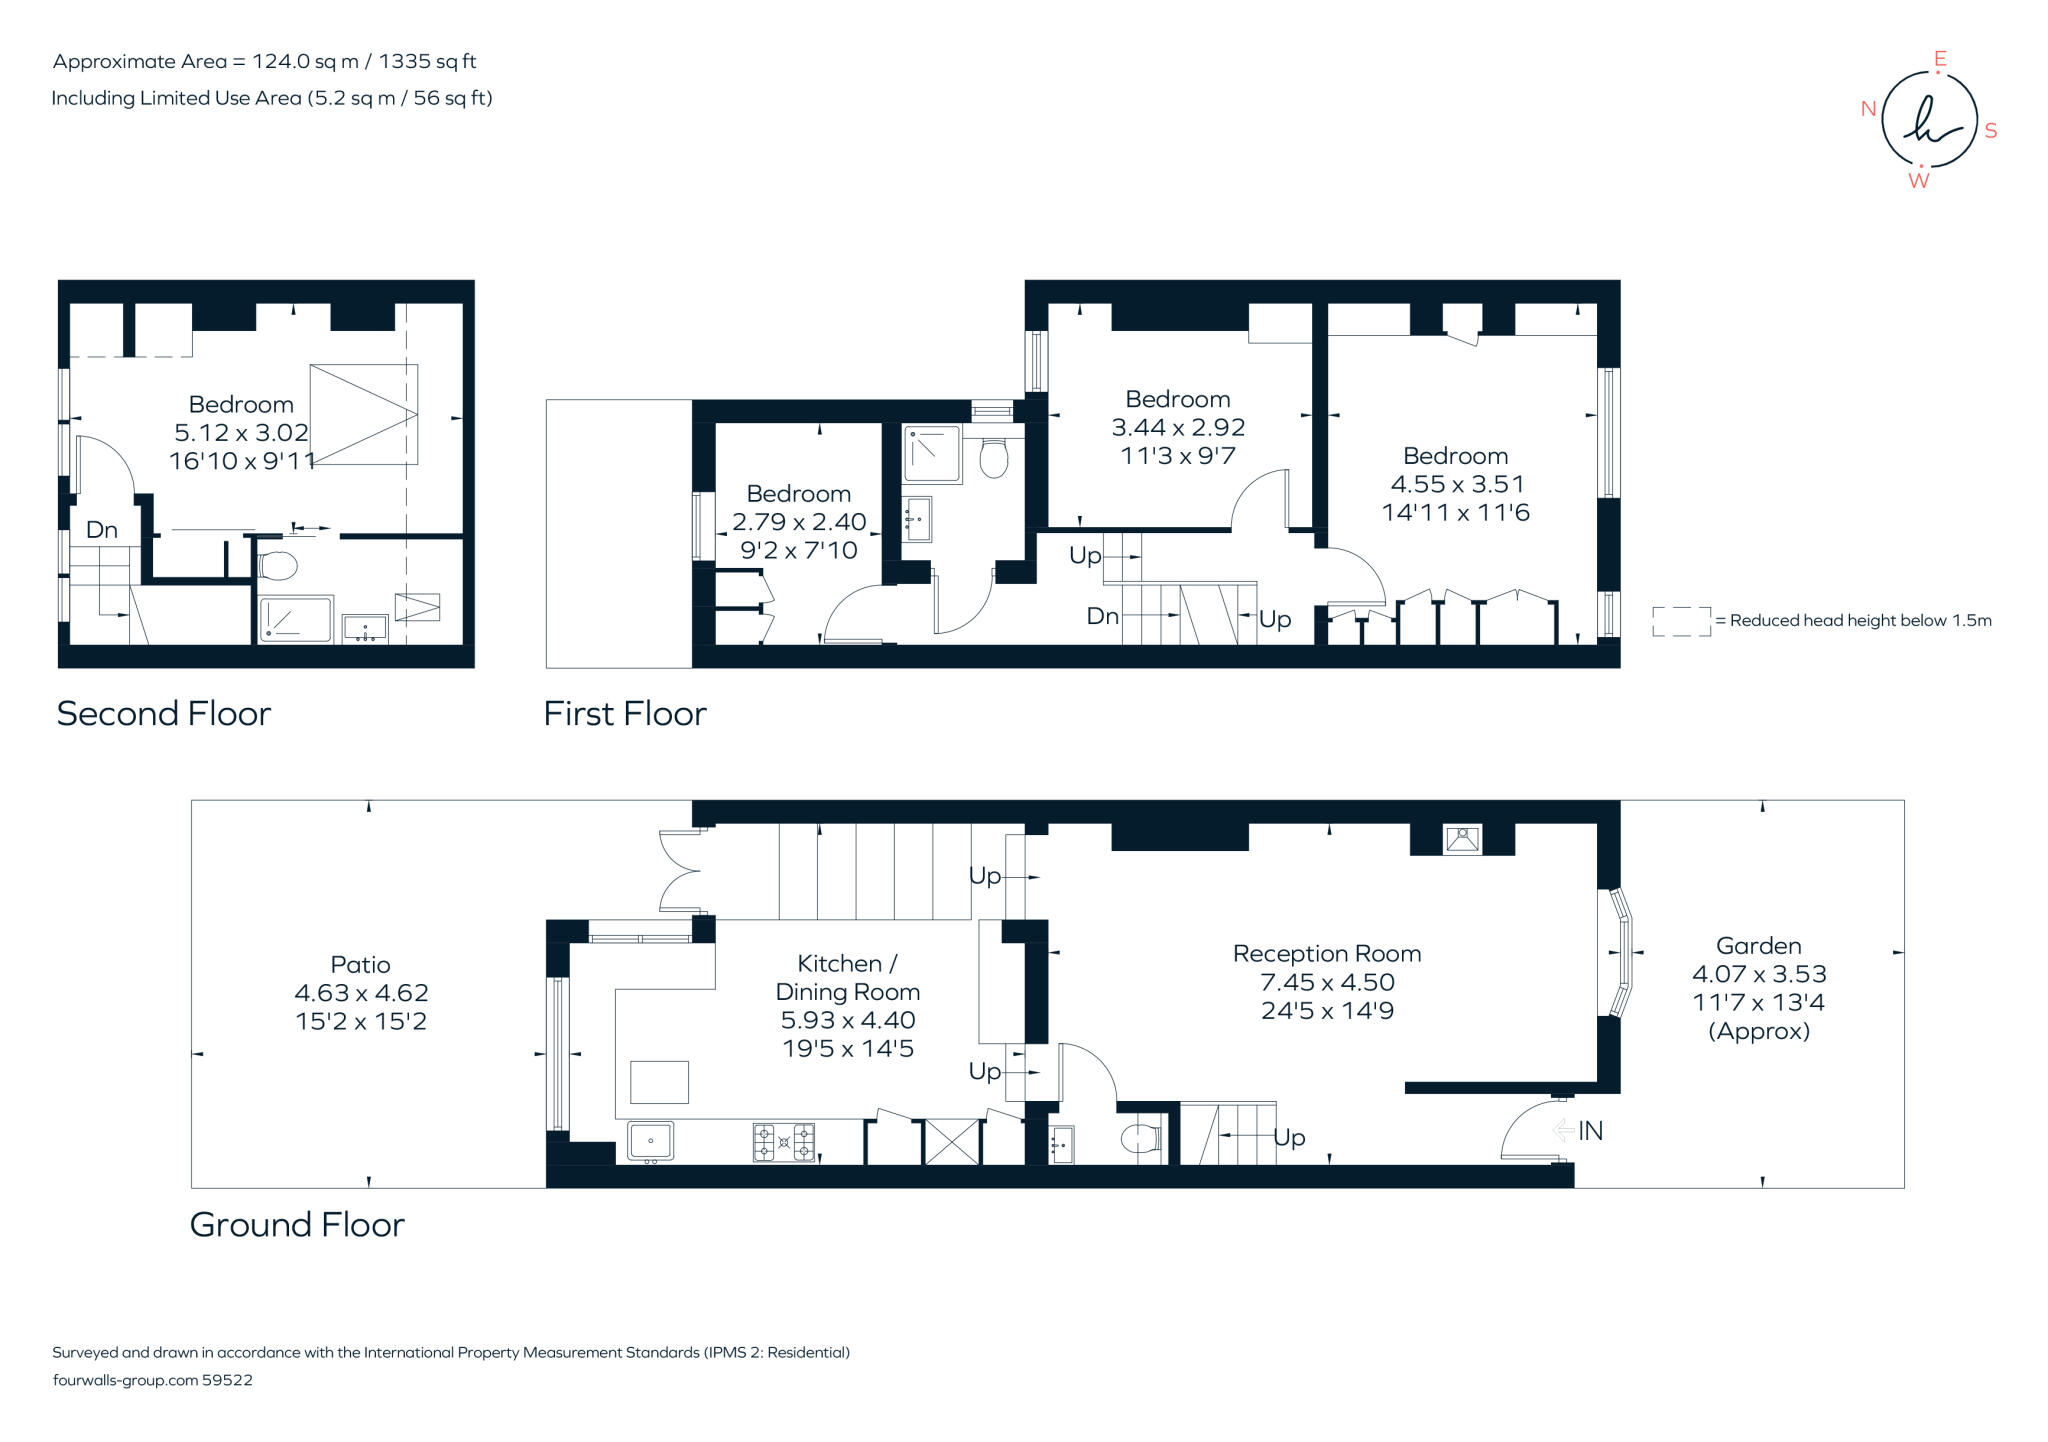 Approximate Area = 124.0 sq m / 1335 sq ft
Including Limited Use Area (5.2 sq m / 56 sq ft)
E
N
S
W
Bedroom
5.12 x 3.02
16'10 x 9'11
Dn
Second Floor
Bedroom
2.79 x 2.40
9'2 x 7'10
Bedroom
3.44 x 2.92
11'3 x 9'7
Bedroom
4.55 x 3.51
14'11 x 11'6
Up
Dn
Up
First Floor
= Reduced head height below 1.5m
Patio
4.63 x 4.62
15'2 x 15'2
Kitchen /
Dining Room
5.93 x 4.40
19'5 x 14'5
Up
Up
Reception Room
7.45 x 4.50
24'5 x 14'9
Up
IN
Garden
4.07 x 3.53
11'7 x 13'4
(Approx)
Ground Floor
Surveyed and drawn in accordance with the International Property Measurement Standards (IPMS 2: Residential)
fourwalls-group.com 59522